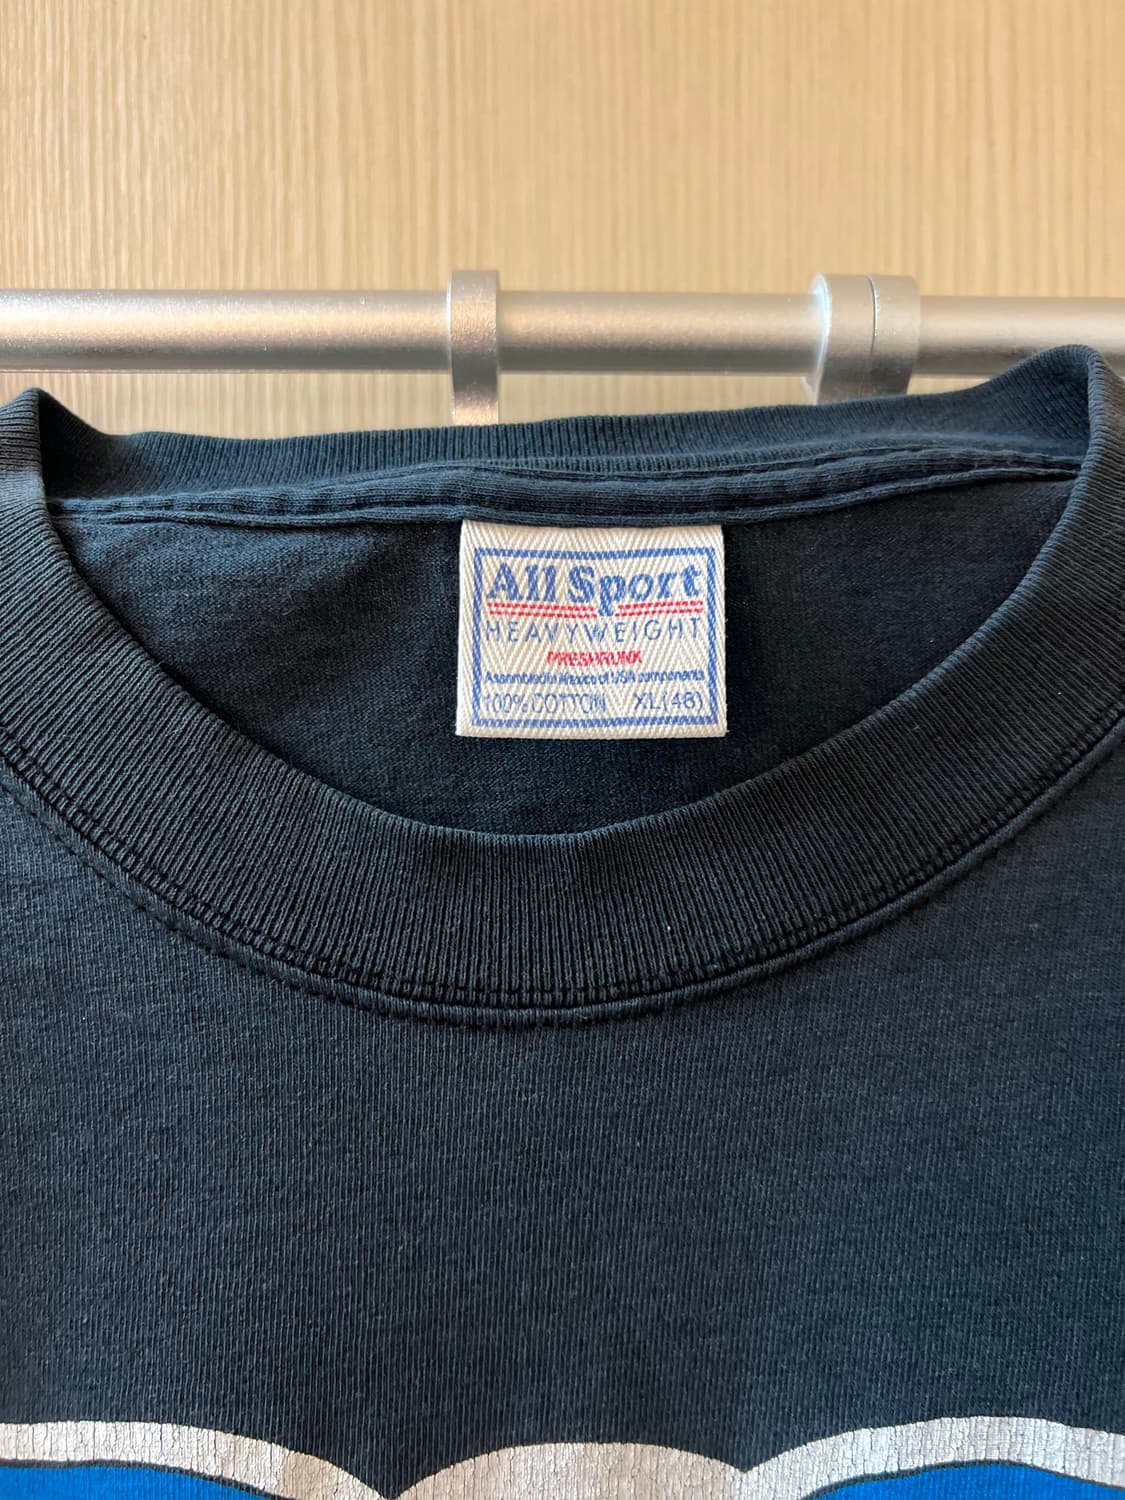 All Sport
HEAVYWEIGHT
PRESHRUNK
Assembled in Mexico of USA components
100% COTTON XL(48)